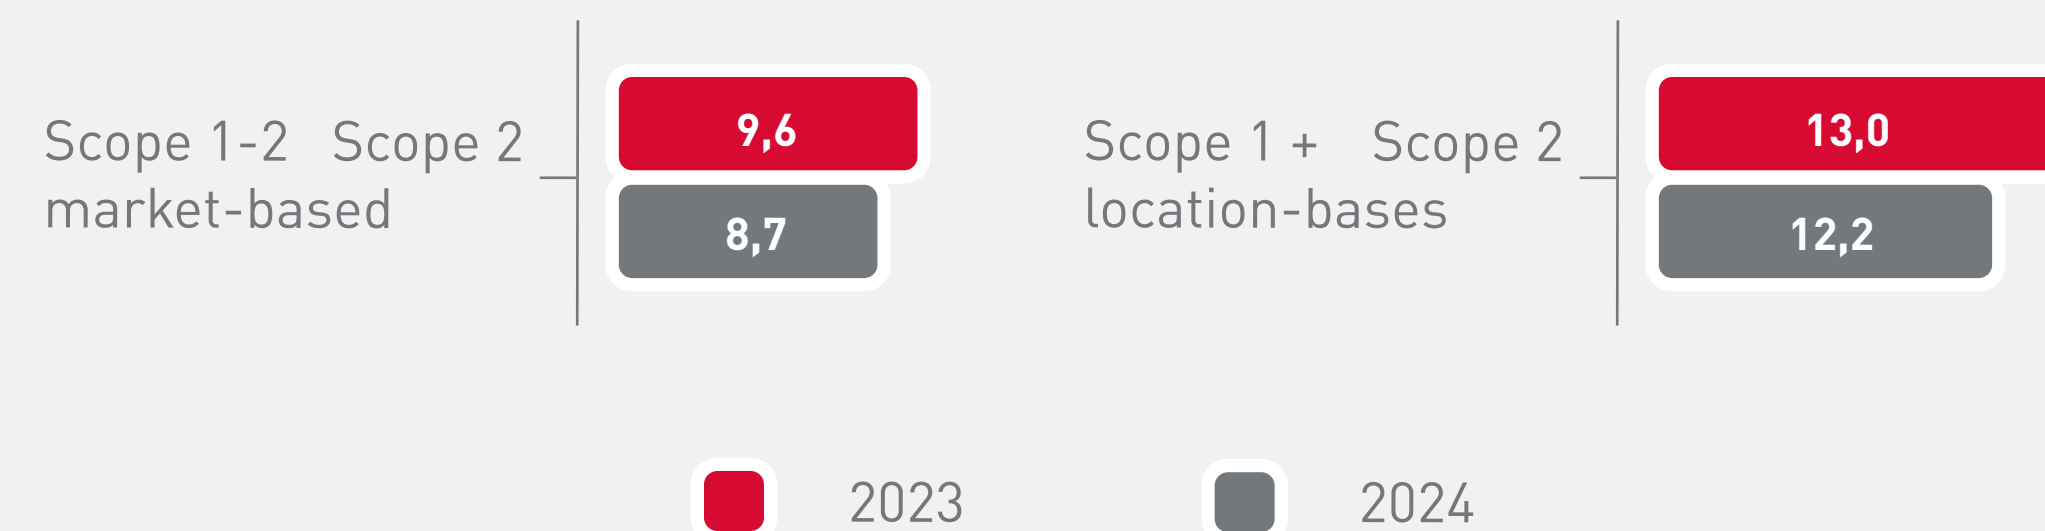 Scope 1-2 Scope 2
market-based
9,6
8,7
Scope 1 + Scope 2
location-bases
13,0
12,2
2023
2024